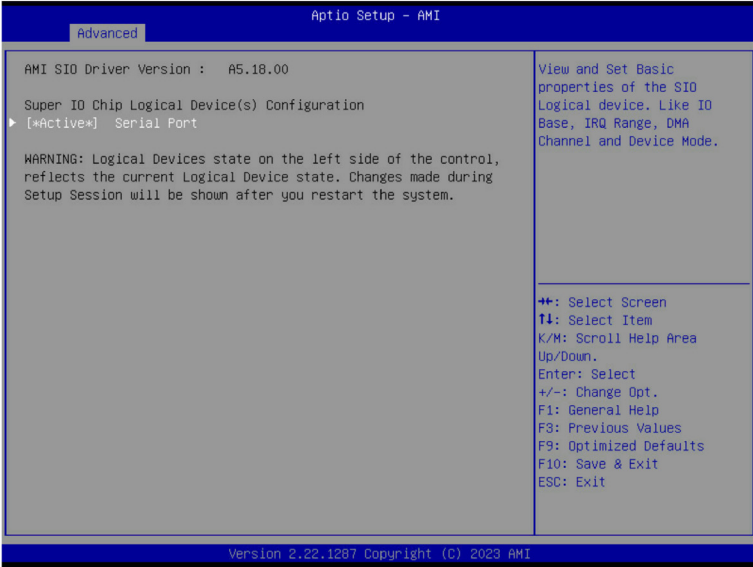 Aptio Setup – AMI
Advanced
AMI SIO Driver Version : A5.18.00
Super IO Chip Logical Device(s) Configuration
[*Active*] Serial Port
WARNING: Logical Devices state on the left side of the control,
reflects the current Logical Device state. Changes made during
Setup Session will be shown after you restart the system.
View and Set Basic
properties of the SIO
Logical device. Like IO
Base, IRQ Range, DMA
Channel and Device Mode.
→←: Select Screen
↑↓: Select Item
K/M: Scroll Help Area
Up/Down.
Enter: Select
+/-: Change Opt.
F1: General Help
F3: Previous Values
F9: Optimized Defaults
F10: Save & Exit
ESC: Exit
Version 2.22.1287 Copyright (C) 2023 AMI